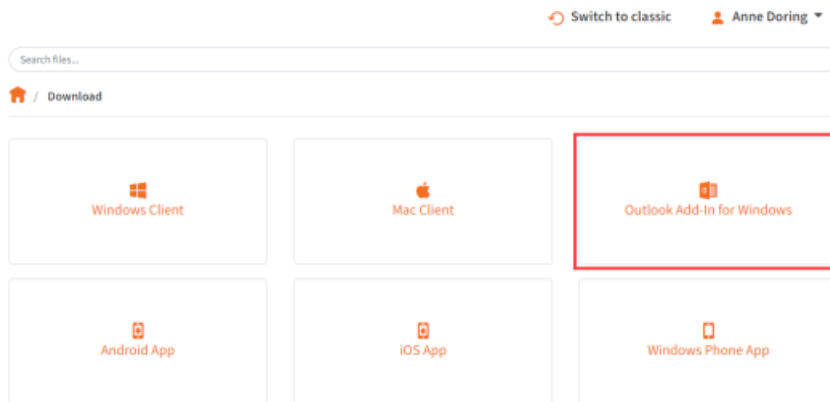 Switch to classic Anne Doring
Search files...
/ Download
Windows Client Mac Client Outlook Add-In for Windows
Android App iOS App Windows Phone App